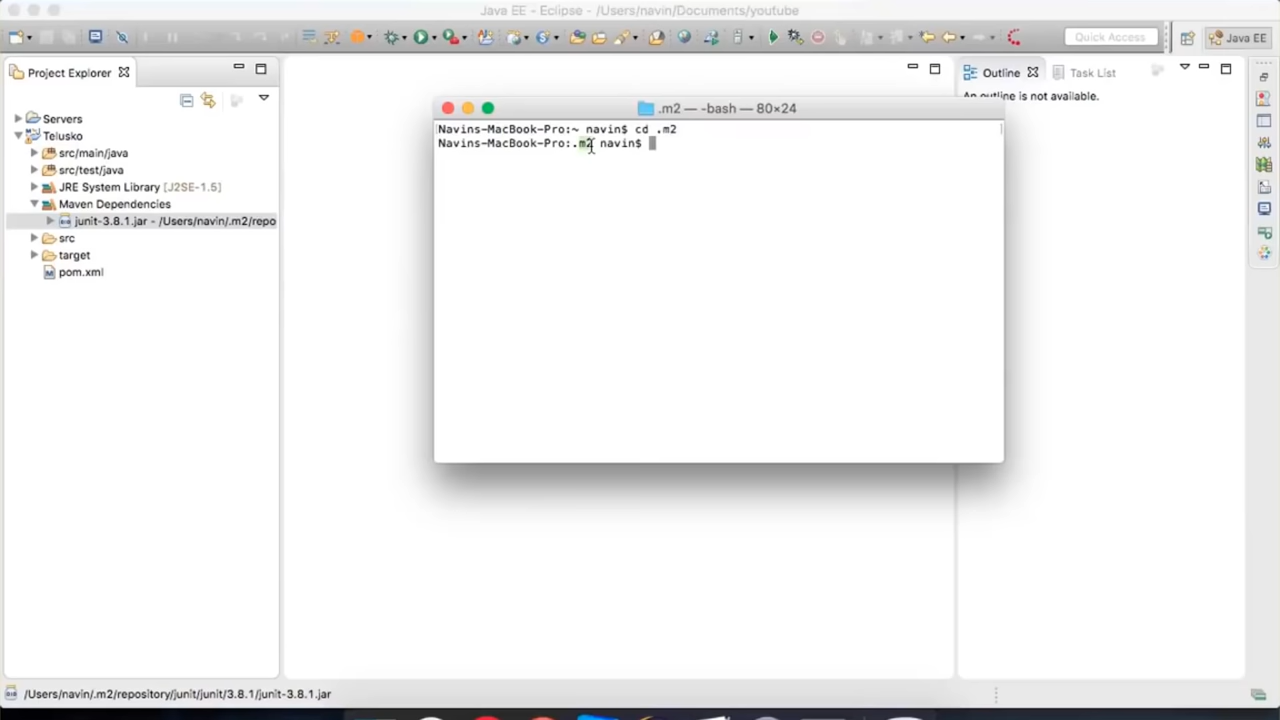 Java EE - Eclipse - /Users/navin/Documents/youtube
Quick Access
Java EE
Project Explorer
Outline
Task List
An outline is not available.
Servers
Telusko
src/main/java
src/test/java
JRE System Library [J2SE-1.5]
Maven Dependencies
junit-3.8.1.jar - /Users/navin/.m2/repo
src
target
pom.xml
.m2 — -bash — 80×24
Navins-MacBook-Pro:~ navin$ cd .m2
Navins-MacBook-Pro:.m2 navin$
/Users/navin/.m2/repository/junit/junit/3.8.1/junit-3.8.1.jar